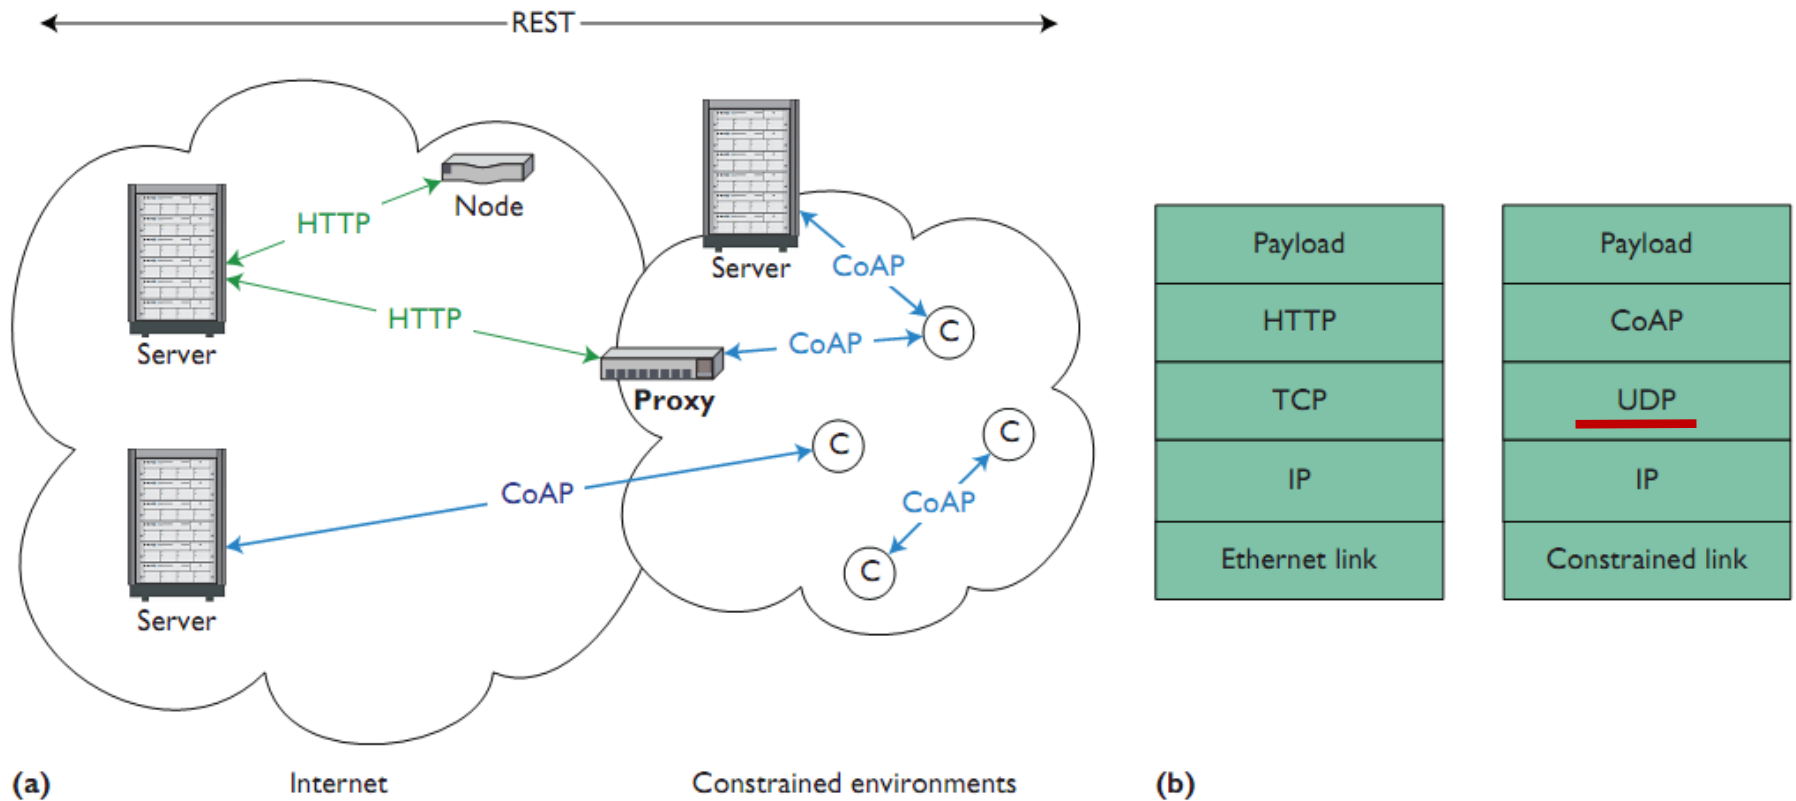 REST
Node
HTTP
Server
HTTP
Server
CoAP
CoAP
C
Proxy
C
C
CoAP
CoAP
C
Server
(a)
Internet
Constrained environments
Payload
HTTP
TCP
IP
Ethernet link
Payload
CoAP
UDP
IP
Constrained link
(b)